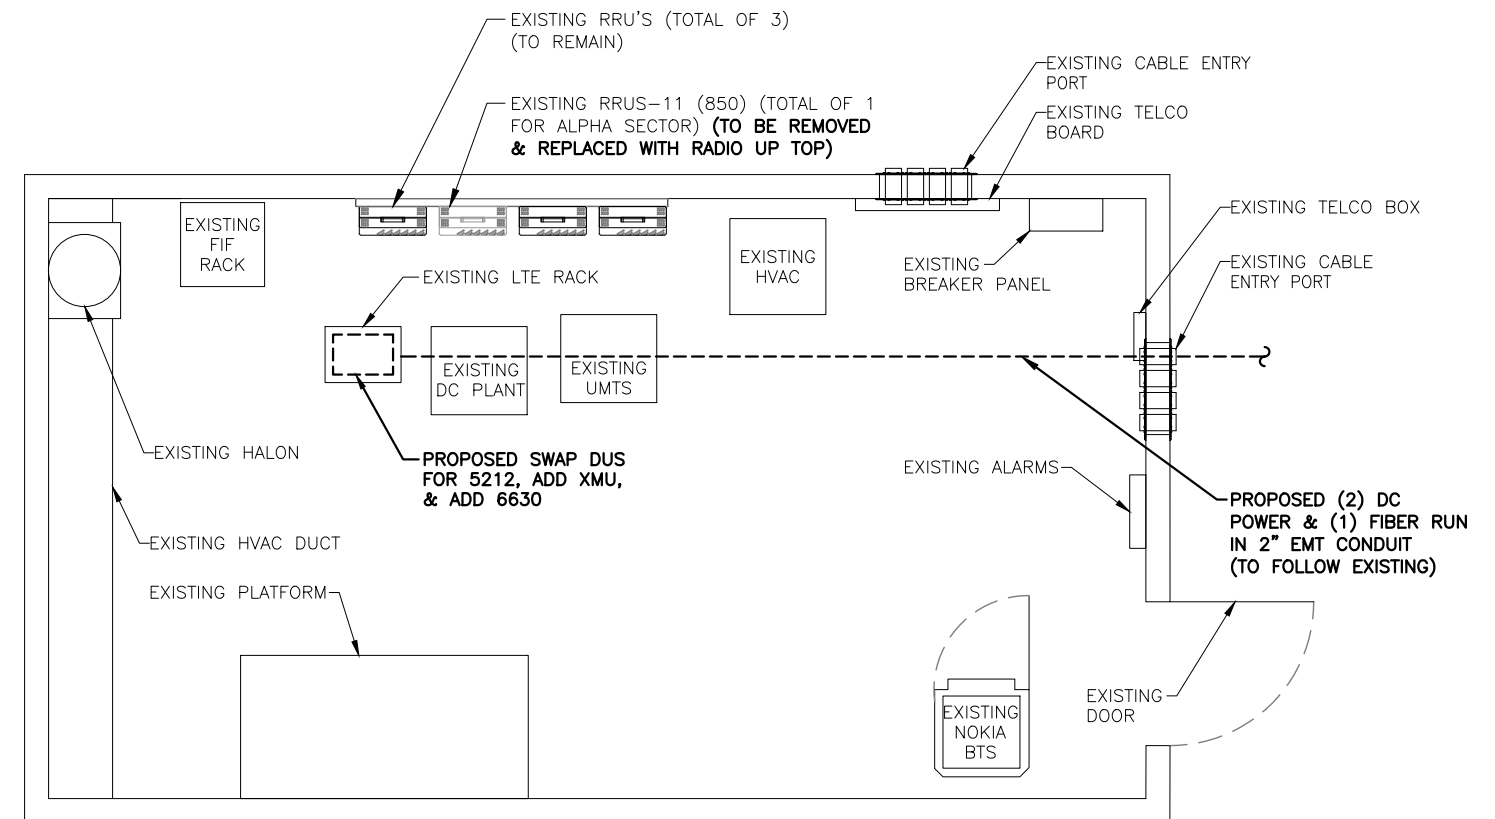 EXISTING RRU'S (TOTAL OF 3)
(TO REMAIN)
EXISTING RRUS-11 (850) (TOTAL OF 1
FOR ALPHA SECTOR) (TO BE REMOVED
& REPLACED WITH RADIO UP TOP)
EXISTING CABLE ENTRY
PORT
EXISTING TELCO
BOARD
EXISTING TELCO BOX
EXISTING CABLE
ENTRY PORT
EXISTING
FIF
RACK
EXISTING LTE RACK
EXISTING
HVAC
EXISTING
BREAKER PANEL
EXISTING
DC PLANT
EXISTING
UMTS
EXISTING HALON
PROPOSED SWAP DUS
FOR 5212, ADD XMU,
& ADD 6630
EXISTING ALARMS
PROPOSED (2) DC
POWER & (1) FIBER RUN
IN 2" EMT CONDUIT
(TO FOLLOW EXISTING)
EXISTING HVAC DUCT
EXISTING PLATFORM
EXISTING
NOKIA
BTS
EXISTING
DOOR